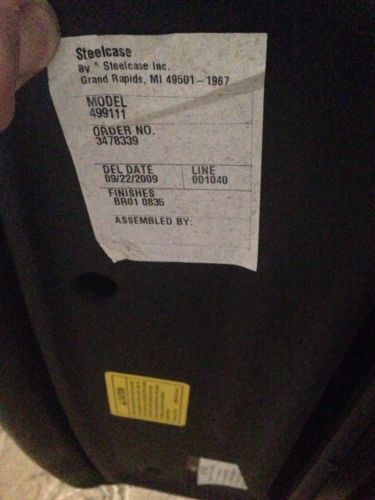 Steelcase
By * Steelcase Inc.
Grand Rapids, MI 49501-1967
MODEL
499111
ORDER NO.
3478339
DEL DATE LINE
09/22/2009 001040
FINISHES
BR01 0835
ASSEMBLED BY: